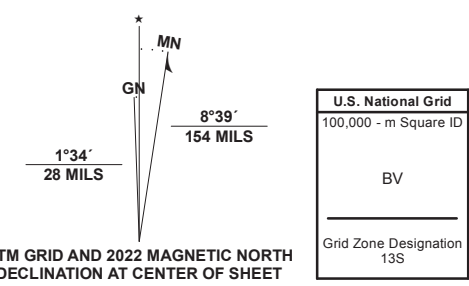 ★
MN
GN
8°39´
154 MILS
1°34´
28 MILS
TM GRID AND 2022 MAGNETIC NORTH
DECLINATION AT CENTER OF SHEET
U.S. National Grid
100,000 - m Square ID
BV
Grid Zone Designation
13S